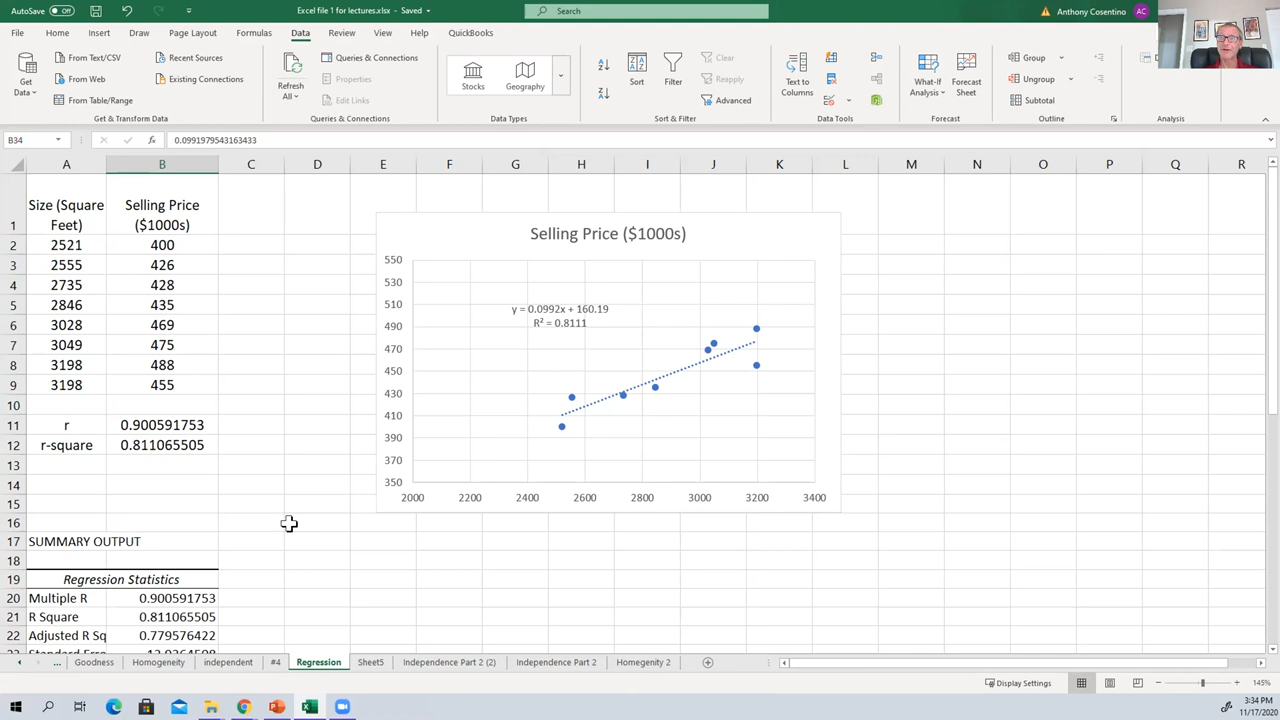 AutoSave Off
Excel file 1 for lectures.xlsx - Saved
Search
Anthony Cosentino AC
File Home Insert Draw Page Layout Formulas Data Review View Help QuickBooks
Get Data
From Text/CSV
From Web
From Table/Range
Recent Sources
Existing Connections
Get & Transform Data
Refresh All
Queries & Connections
Properties
Edit Links
Queries & Connections
Stocks
Geography
Data Types
Sort
Filter
Clear
Reapply
Advanced
Sort & Filter
Text to Columns
Data Tools
What-If Analysis
Forecast Sheet
Forecast
Group
Ungroup
Subtotal
Outline
Analysis
B34 fx 0.0991979543163433
A B C D E F G H I J K L M N O P Q R
Size (Square Selling Price
1 Feet) ($1000s)
2 2521 400
3 2555 426
4 2735 428
5 2846 435
6 3028 469
7 3049 475
8 3198 488
9 3198 455
10
11 r 0.900591753
12 r-square 0.811065505
13
14
15
16
17 SUMMARY OUTPUT
18
19 Regression Statistics
20 Multiple R 0.900591753
21 R Square 0.811065505
22 Adjusted R Sq 0.779576422
Selling Price ($1000s)
550
530
510
490
470
450
430
410
390
370
350
y = 0.0992x + 160.19
R² = 0.8111
2000 2200 2400 2600 2800 3000 3200 3400
... Goodness Homogeneity independent #4 Regression Sheet5 Independence Part 2 (2) Independence Part 2 Homegenity 2
Display Settings 145%
3:34 PM
11/17/2020